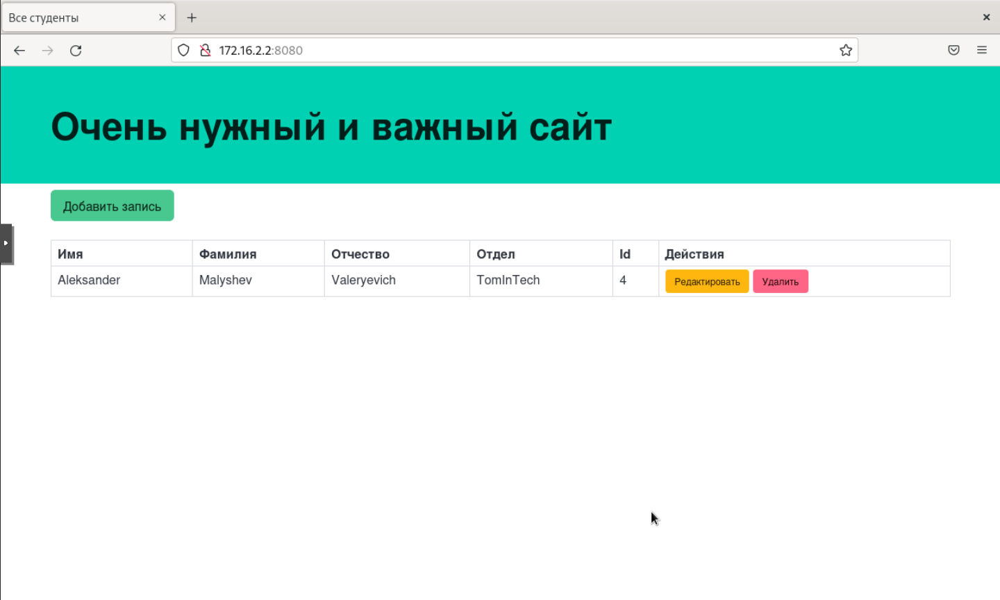 Все студенты
172.16.2.2:8080
Очень нужный и важный сайт
Добавить запись
Имя Фамилия Отчество Отдел Id Действия
Aleksander Malyshev Valeryevich TomInTech 4 Редактировать Удалить